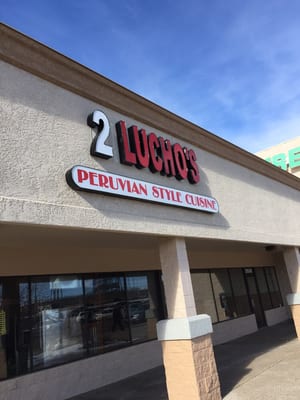 2 LUCHO'S
PERUVIAN STYLE CUISINE